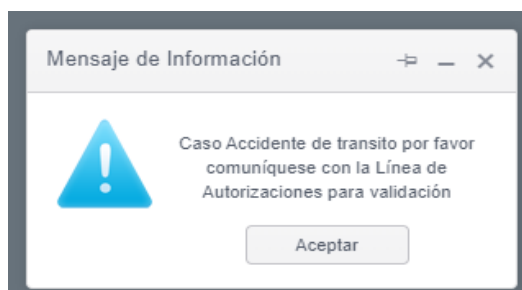 Mensaje de Información
Caso Accidente de transito por favor
comuníquese con la Línea de
Autorizaciones para validación
Aceptar